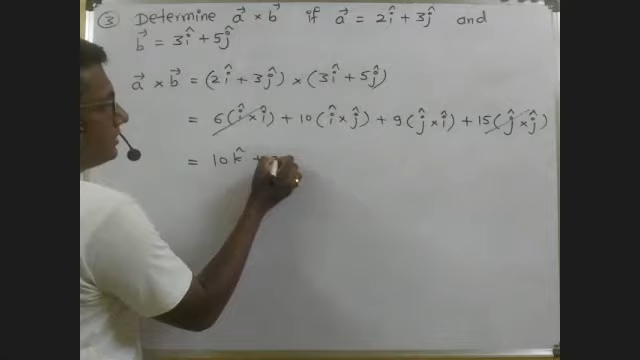 ③ Determine a⃗ × b⃗ if a⃗ = 2î + 3ĵ and
b⃗ = 3î + 5ĵ
a⃗ × b⃗ = (2î + 3ĵ) × (3î + 5ĵ)
= 6(î × î) + 10(î × ĵ) + 9(ĵ × î) + 15(ĵ × ĵ)
= 10k̂ +